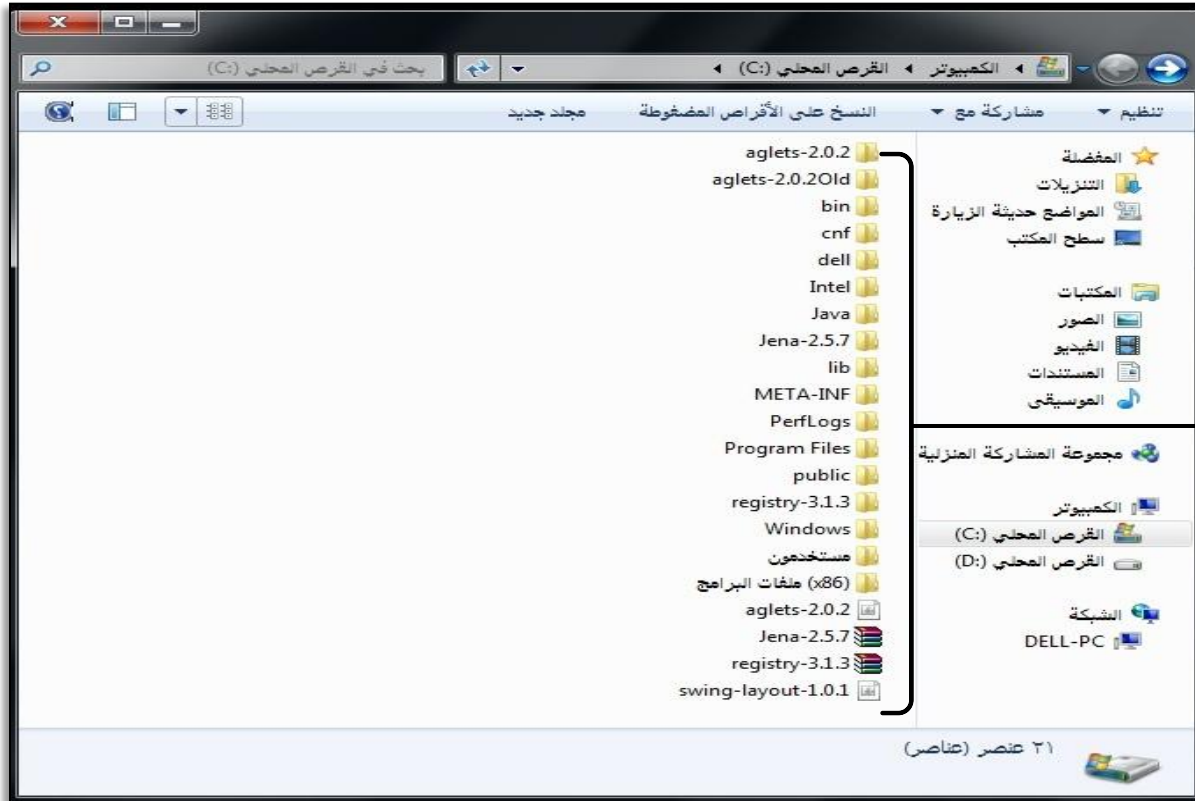 الكمبيوتر
القرص المحلي (C:)
بحث في القرص المحلي (C:)
تنظيم
مشاركة مع
النسخ على الأقراص المضغوطة
مجلد جديد
المفضلة
التنزيلات
المواضع حديثة الزيارة
سطح المكتب
المكتبات
الصور
الفيديو
المستندات
الموسيقى
مجموعة المشاركة المنزلية
الكمبيوتر
القرص المحلي (C:)
القرص المحلي (D:)
الشبكة
DELL-PC
aglets-2.0.2
aglets-2.0.2Old
bin
cnf
dell
Intel
Java
Jena-2.5.7
lib
META-INF
PerfLogs
Program Files
public
registry-3.1.3
Windows
مستخدمون
ملفات البرامج (x86)
aglets-2.0.2
Jena-2.5.7
registry-3.1.3
swing-layout-1.0.1
٢١ عنصر (عناصر)